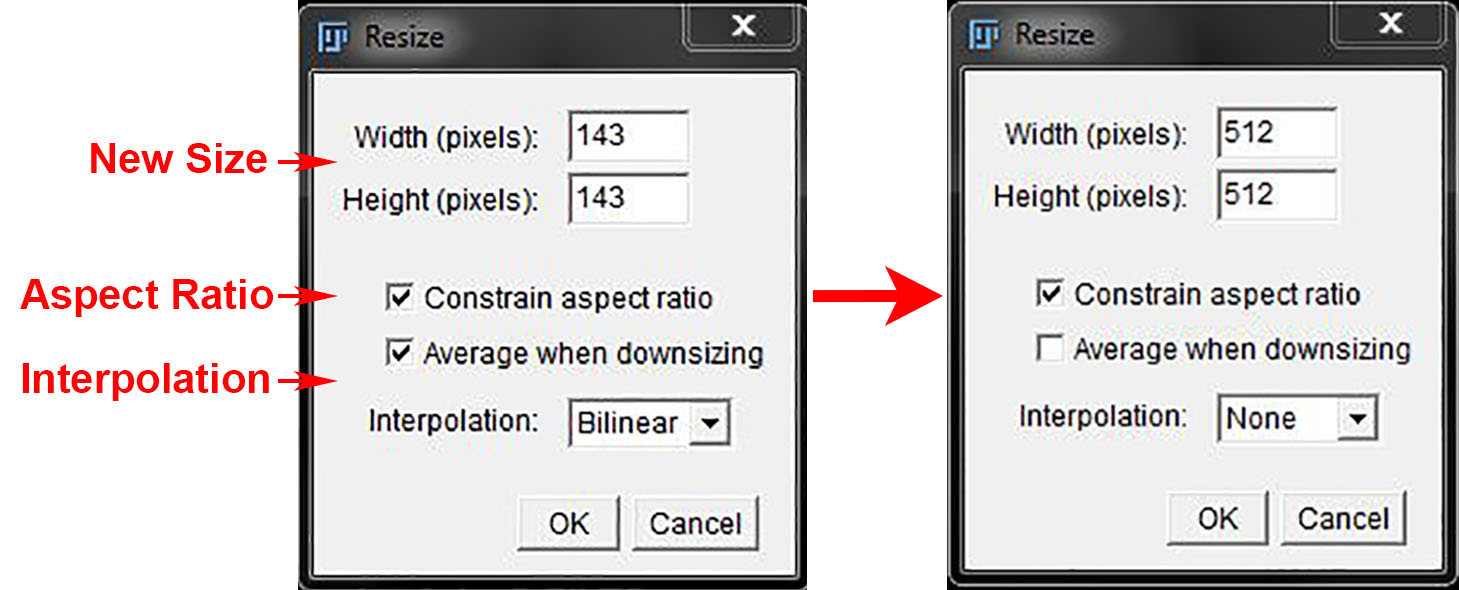 Resize
New Size
Width (pixels): 143
Height (pixels): 143
Aspect Ratio
Constrain aspect ratio
Average when downsizing
Interpolation
Interpolation: Bilinear
OK Cancel
Resize
Width (pixels): 512
Height (pixels): 512
Constrain aspect ratio
Average when downsizing
Interpolation: None
OK Cancel